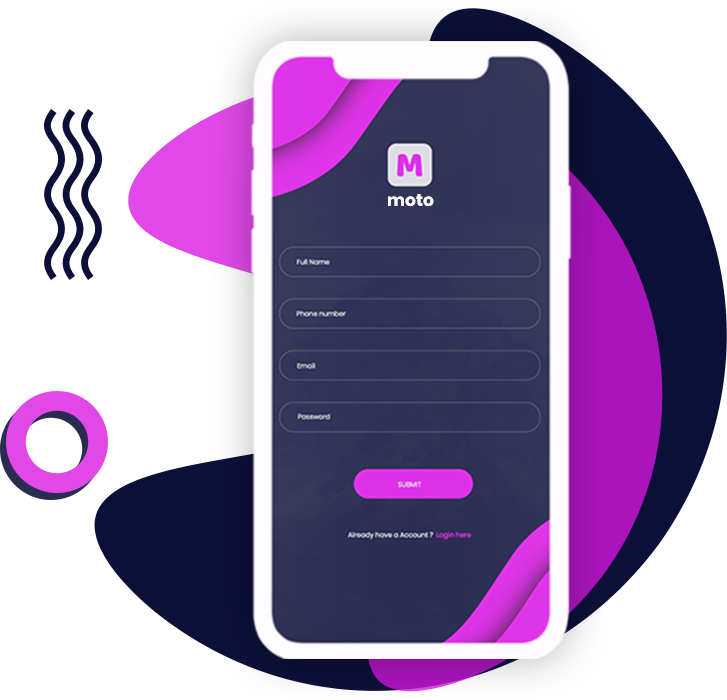 M
moto
Full Name
Phone number
Email
Password
SUBMIT
Already have a Account ? Login here